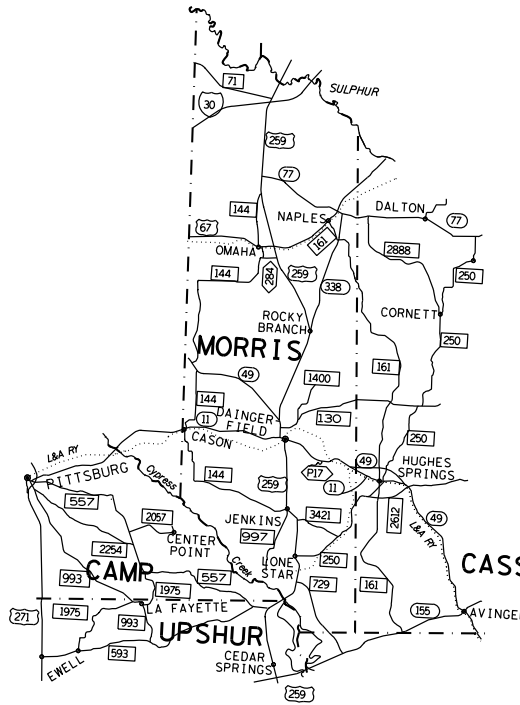 71
SULPHUR
30
259
77
144
NAPLES
DALTON
77
67
161
OMAHA
2888
144
284
259
338
250
ROCKY
BRANCH
CORNETT
MORRIS
250
49
161
1400
144
11
DAINGER
FIELD
130
CASON
L&A RY
250
49
HUGHES
SPRINGS
PITTSBURG
Cypress
144
259
P17
11
557
2057
JENKINS
3421
2612
49
CENTER
POINT
997
L&A RY
2254
Creek
LONE
STAR
250
CAMP
557
993
1975
729
161
CASS
1975
LA FAYETTE
155
AVINGE
271
993
UPSHUR
593
CEDAR
SPRINGS
EWELL
259